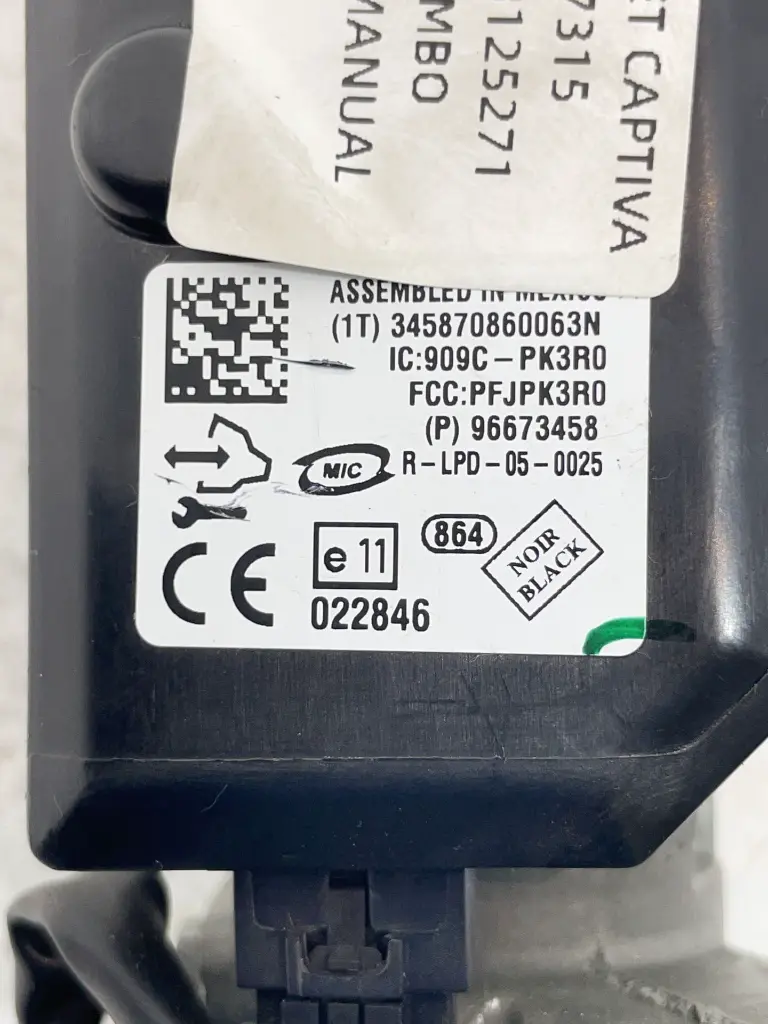 ET CAPTIVA
7315
125271
MBO
MANUAL
ASSEMBLED IN MEXICO
(1T) 345870860063N
IC:909C-PK3R0
FCC:PFJPK3R0
(P) 96673458
MIC R-LPD-05-0025
864
NOIR
BLACK
CE e 11
022846